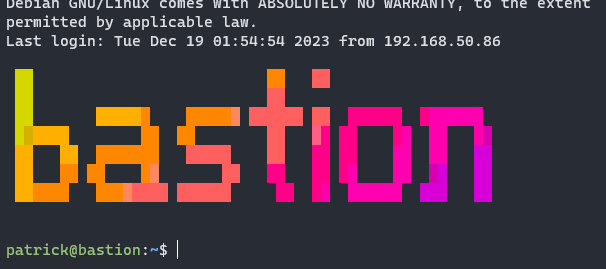 Debian GNU/Linux comes with ABSOLUTELY NO WARRANTY, to the extent
permitted by applicable law.
Last login: Tue Dec 19 01:54:54 2023 from 192.168.50.86
bastion
patrick@bastion:~$